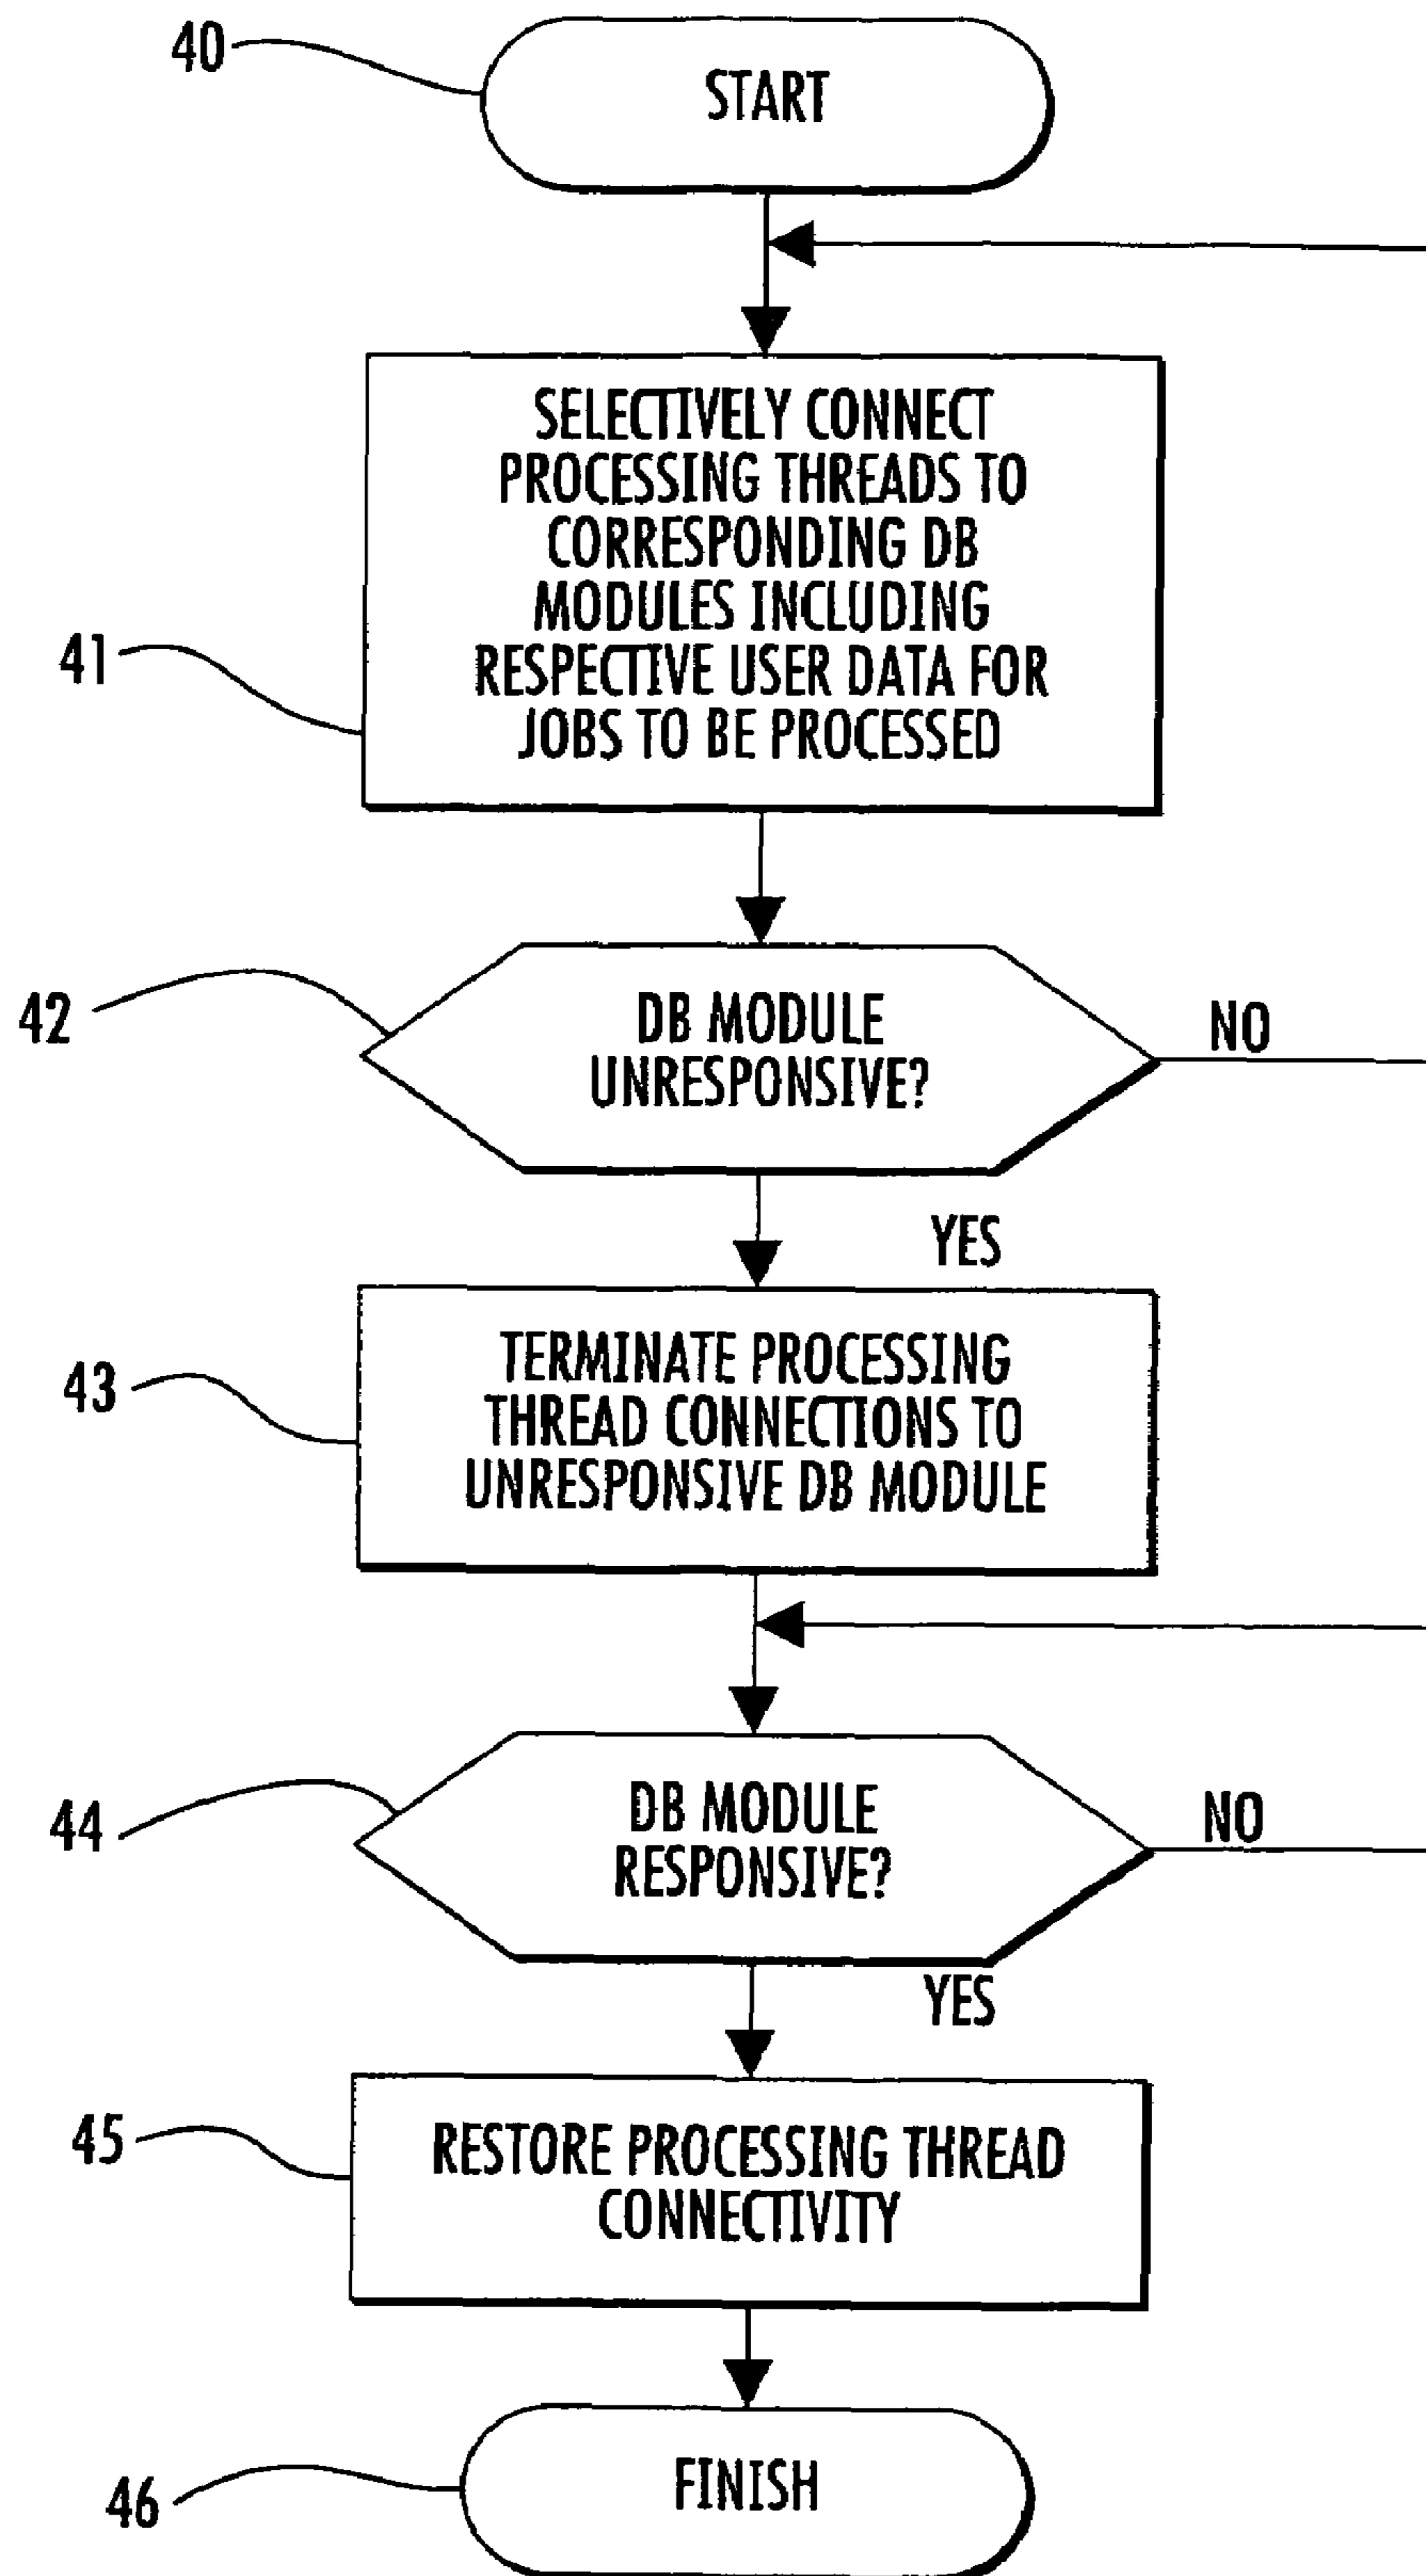 40
START
SELECTIVELY CONNECT
PROCESSING THREADS TO
CORRESPONDING DB
MODULES INCLUDING
RESPECTIVE USER DATA FOR
JOBS TO BE PROCESSED
41
42
DB MODULE
UNRESPONSIVE?
NO
YES
43
TERMINATE PROCESSING
THREAD CONNECTIONS TO
UNRESPONSIVE DB MODULE
44
DB MODULE
RESPONSIVE?
NO
YES
45
RESTORE PROCESSING THREAD
CONNECTIVITY
46
FINISH